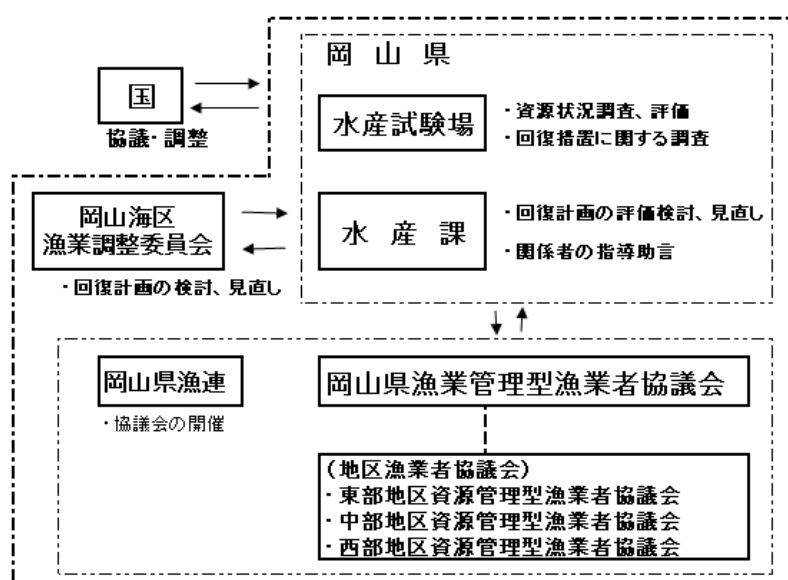 岡山県
国
協議・調整
水産試験場
・資源状況調査、評価
・回復措置に関する調査
岡山海区
漁業調整委員会
・回復計画の検討、見直し
水産課
・回復計画の評価検討、見直し
・関係者の指導助言
岡山県漁連
・協議会の開催
岡山県漁業管理型漁業者協議会
(地区漁業者協議会)
・東部地区資源管理型漁業者協議会
・中部地区資源管理型漁業者協議会
・西部地区資源管理型漁業者協議会